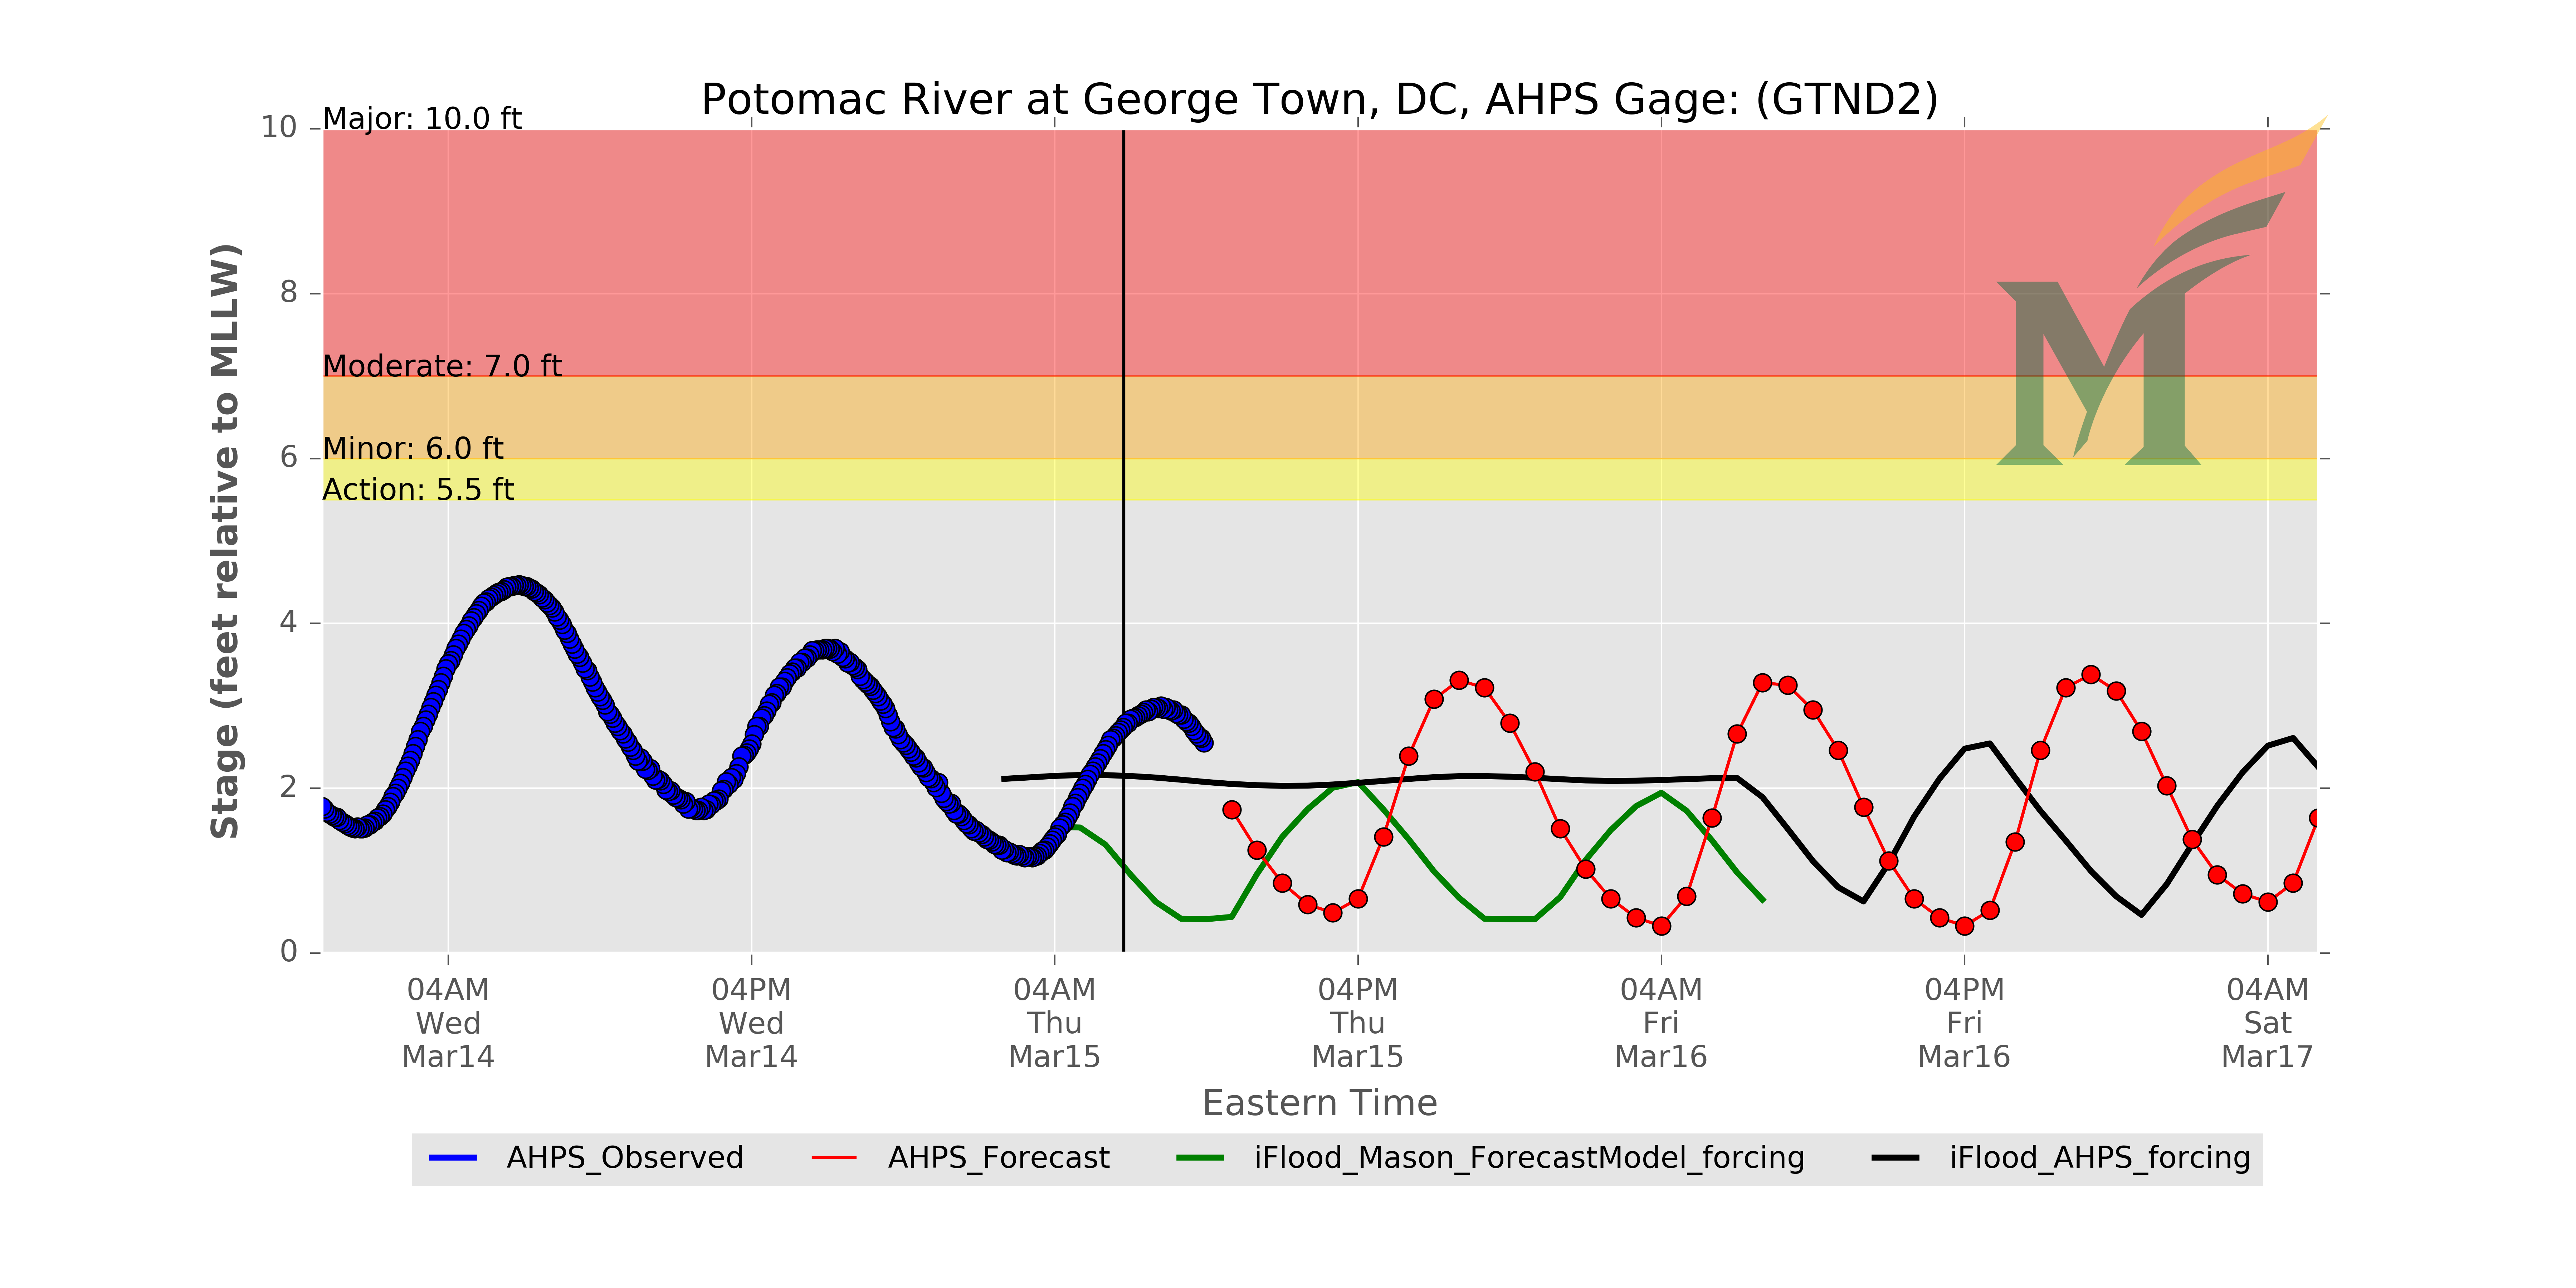 Potomac River at George Town, DC, AHPS Gage: (GTND2)
Stage (feet relative to MLLW)
10
8
6
4
2
0
Major: 10.0 ft
Moderate: 7.0 ft
Minor: 6.0 ft
Action: 5.5 ft
M
04AM
Wed
Mar14
04PM
Wed
Mar14
04AM
Thu
Mar15
04PM
Thu
Mar15
04AM
Fri
Mar16
04PM
Fri
Mar16
04AM
Sat
Mar17
Eastern Time
AHPS_Observed
AHPS_Forecast
iFlood_Mason_ForecastModel_forcing
iFlood_AHPS_forcing